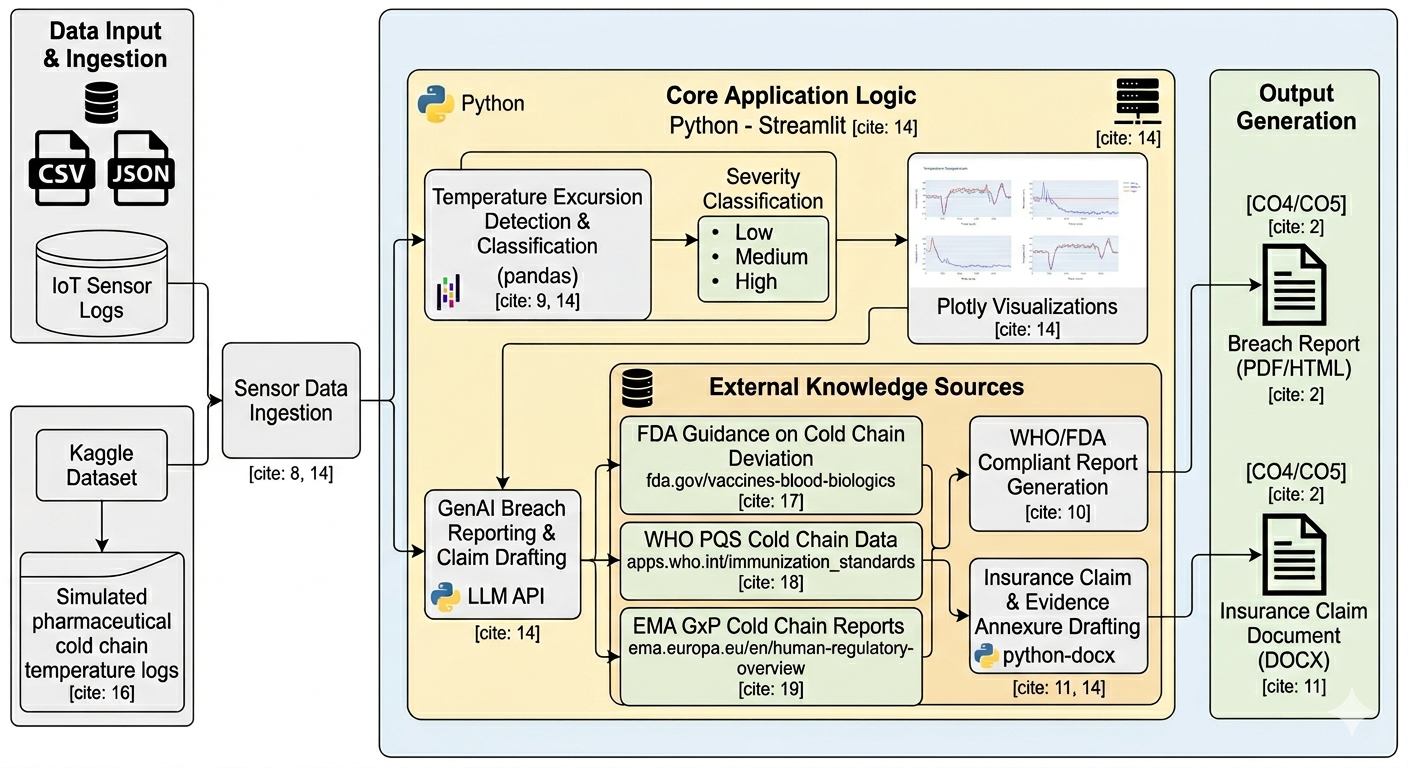 Data Input
& Ingestion
CSV
JSON
IoT Sensor
Logs
Kaggle
Dataset
Simulated
pharmaceutical
cold chain
temperature logs
[cite: 16]
Sensor Data
Ingestion
[cite: 8, 14]
Python
Core Application Logic
Python - Streamlit [cite: 14]
[cite: 14]
Temperature Excursion
Detection &
Classification
(pandas)
[cite: 9, 14]
Severity
Classification
• Low
• Medium
• High
Plotly Visualizations
[cite: 14]
GenAI Breach
Reporting &
Claim Drafting
LLM API
[cite: 14]
External Knowledge Sources
FDA Guidance on Cold Chain
Deviation
fda.gov/vaccines-blood-biologics
[cite: 17]
WHO PQS Cold Chain Data
apps.who.int/immunization_standards
[cite: 18]
EMA GxP Cold Chain Reports
ema.europa.eu/en/human-regulatory-
overview
[cite: 19]
WHO/FDA
Compliant Report
Generation
[cite: 10]
Insurance Claim
& Evidence
Annexure Drafting
python-docx
[cite: 11, 14]
Output
Generation
[CO4/CO5]
[cite: 2]
Breach Report
(PDF/HTML)
[cite: 2]
[CO4/CO5]
[cite: 2]
Insurance Claim
Document
(DOCX)
[cite: 11]